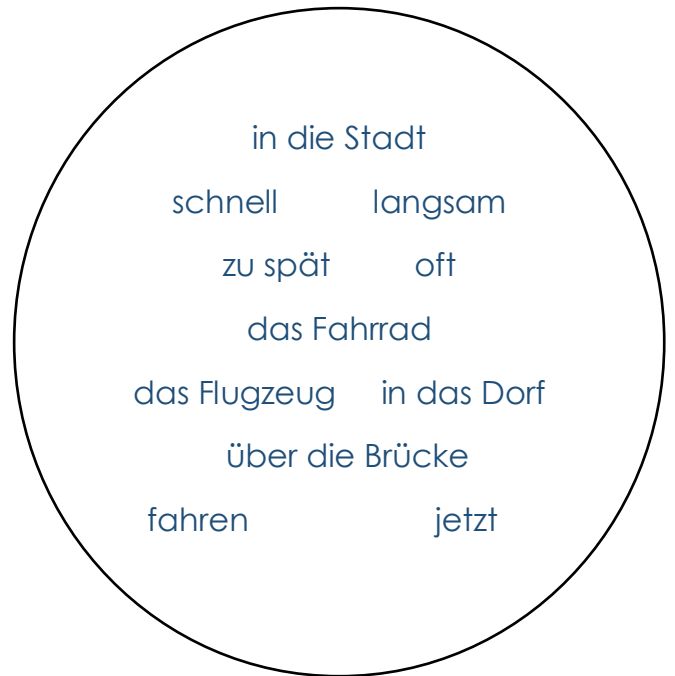 in die Stadt
schnell langsam
zu spät oft
das Fahrrad
das Flugzeug in das Dorf
über die Brücke
fahren jetzt